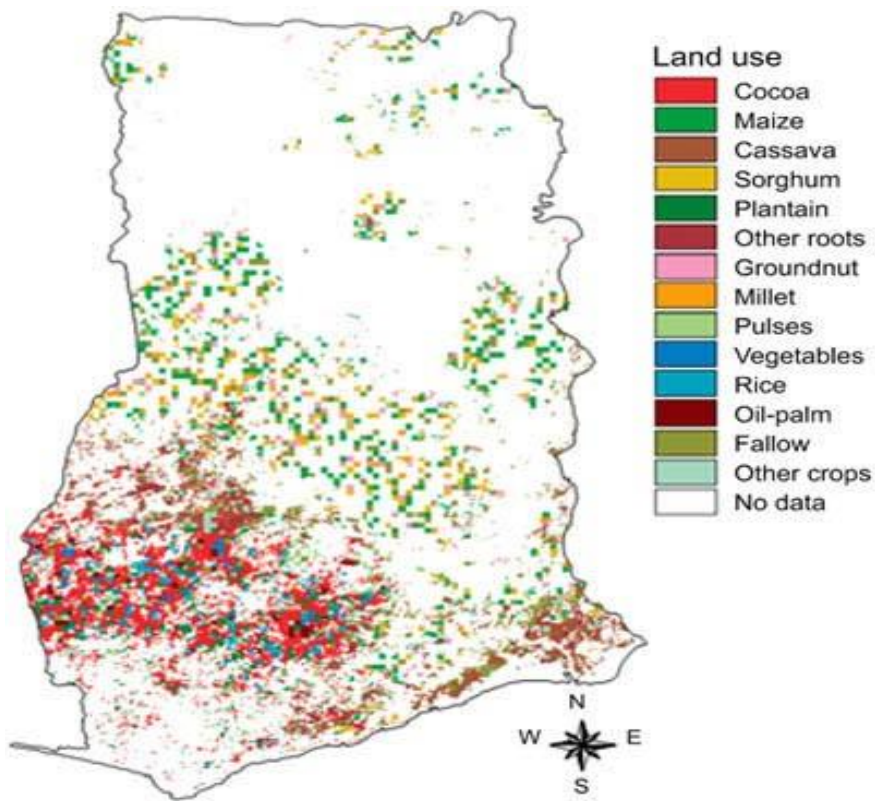 Land use
Cocoa
Maize
Cassava
Sorghum
Plantain
Other roots
Groundnut
Millet
Pulses
Vegetables
Rice
Oil-palm
Fallow
Other crops
No data
N
W E
S